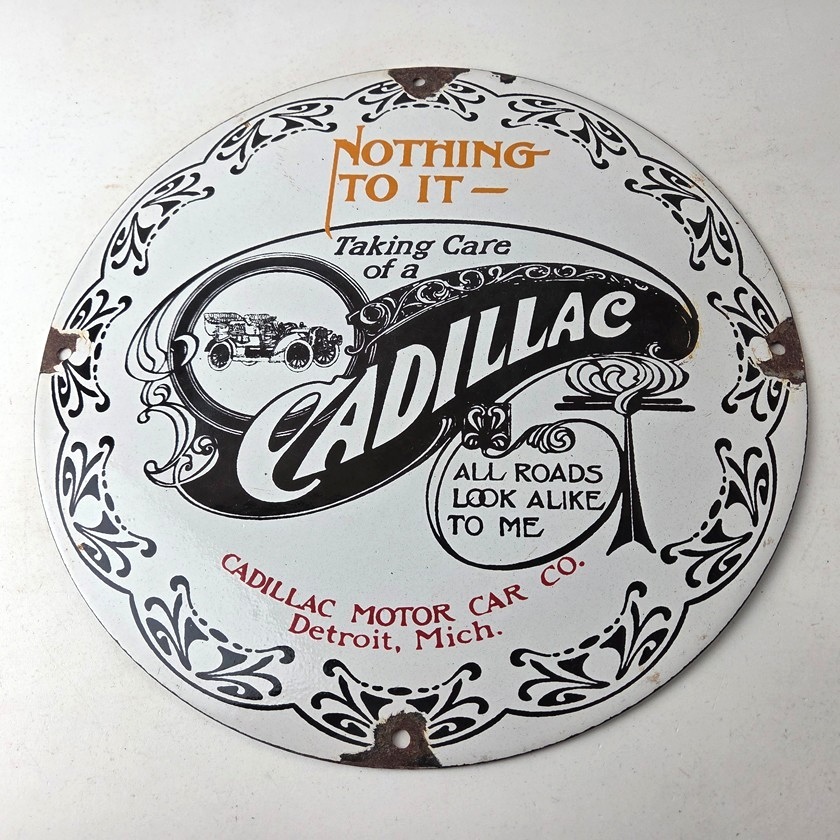 NOTHING
TO IT —
Taking Care
of a
CADILLAC
ALL ROADS
LOOK ALIKE
TO ME
CADILLAC MOTOR CAR CO.
Detroit, Mich.